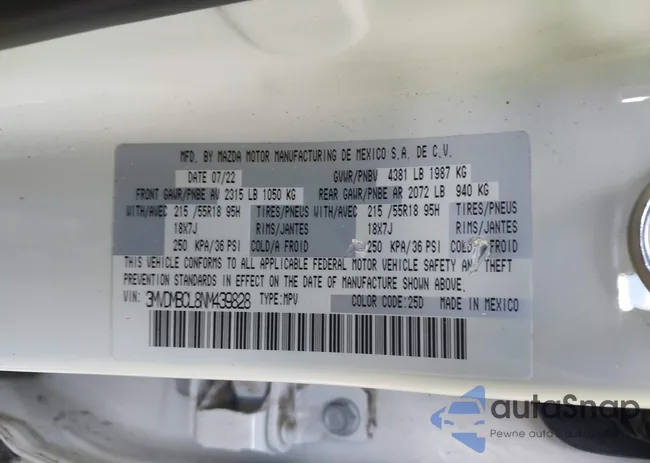 MFD. BY MAZDA MOTOR MANUFACTURING DE MEXICO S.A. DE C.V.
DATE 07/22 GVWR/PNBV 4381 LB 1987 KG
FRONT GAWR/PNBE AV 2315 LB 1050 KG REAR GAWR/PNBE AR 2072 LB 940 KG
WITH/AVEC 215 /55R18 95H TIRES/PNEUS WITH/AVEC 215 /55R18 95H TIRES/PNEUS
18X7J RIMS/JANTES 18X7J RIMS/JANTES
250 KPA/36 PSI COLD/A FROID 250 KPA/36 PSI COLD/A FROID
THIS VEHICLE CONFORMS TO ALL APPLICABLE FEDERAL MOTOR VEHICLE SAFETY AND THEFT
PREVENTION STANDARDS IN EFFECT ON THE DATE OF MANUFACTURE SHOWN ABOVE.
VIN: 3MVDMBCL8NM439828 TYPE:MPV COLOR CODE:25D MADE IN MEXICO
autoSnap
Pewne auto z